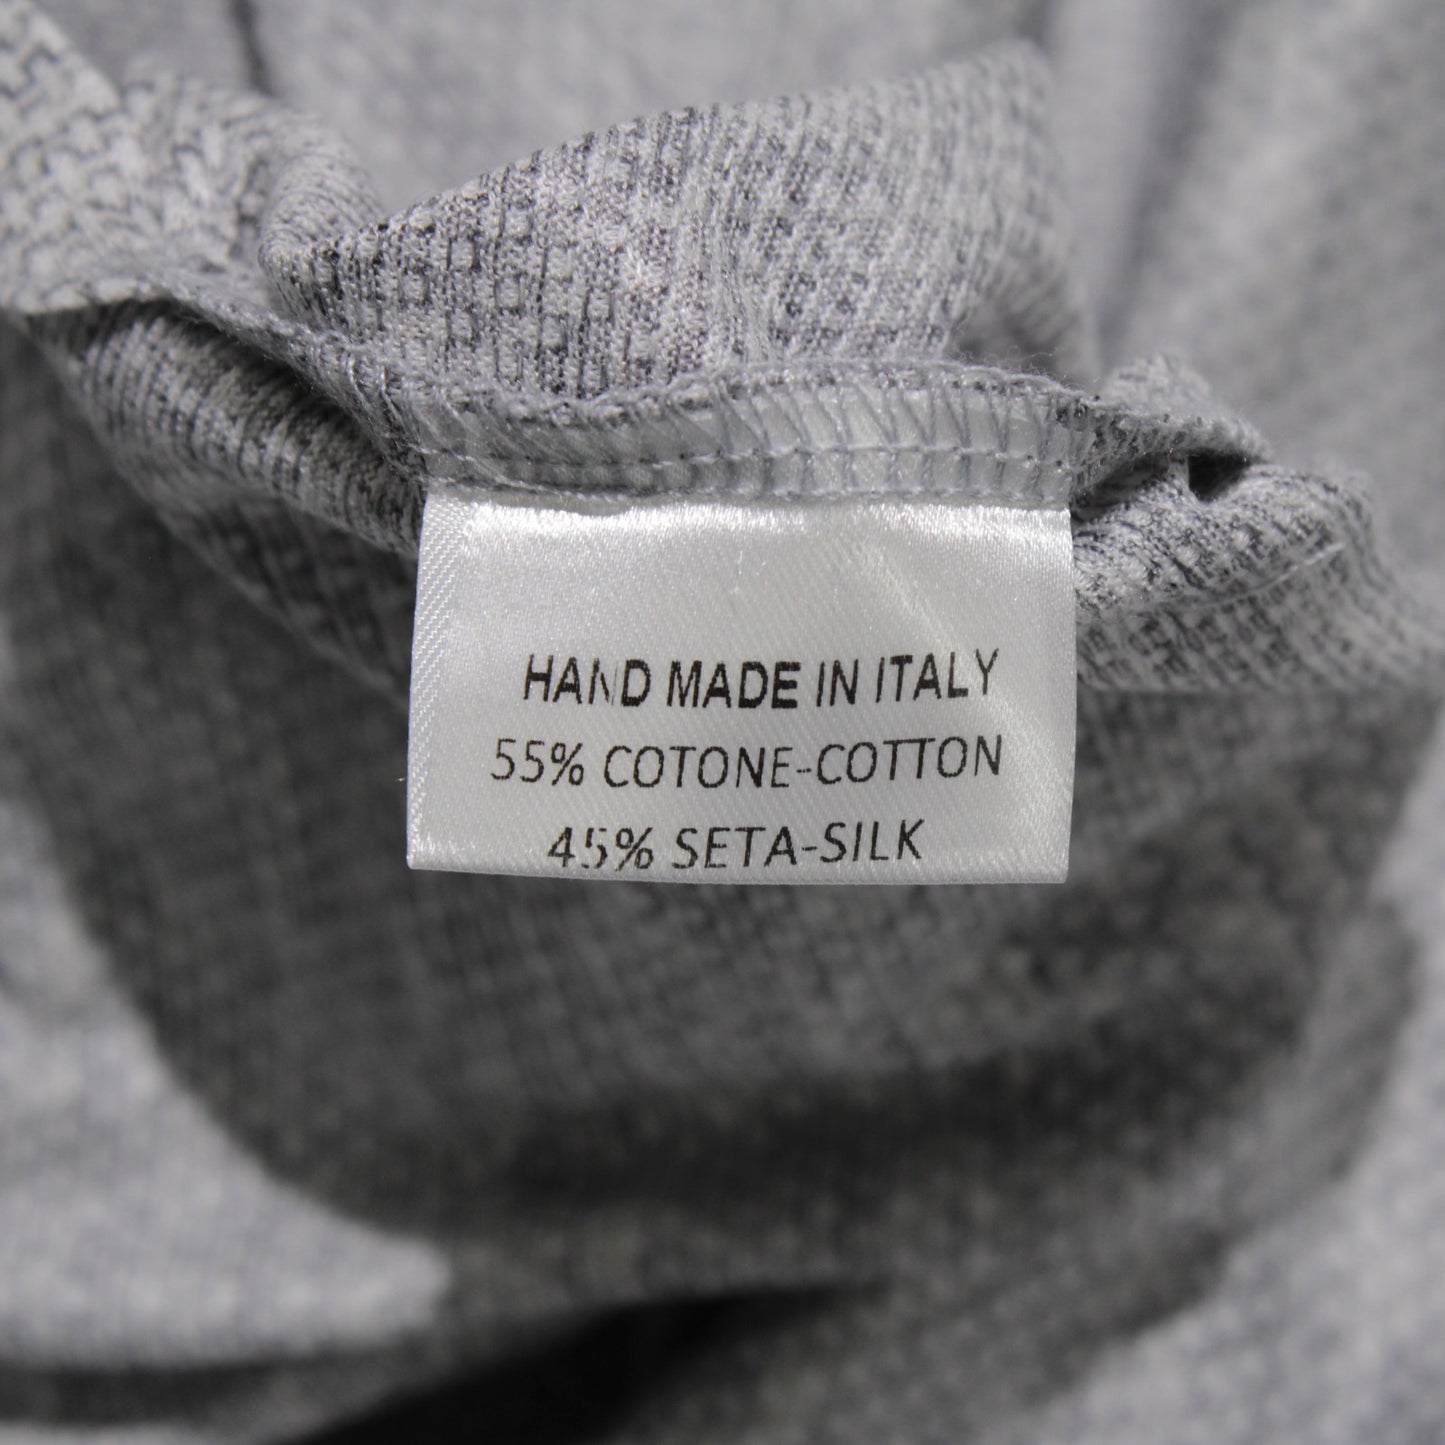 HAND MADE IN ITALY
55% COTONE-COTTON
45% SETA-SILK